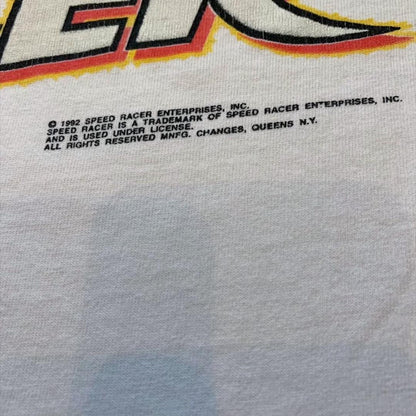 ER
© 1992 SPEED RACER ENTERPRISES, INC.
SPEED RACER IS A TRADEMARK OF SPEED RACER ENTERPRISES, INC.
AND IS USED UNDER LICENSE.
ALL RIGHTS RESERVED MNFG. CHANGES, QUEENS N.Y.